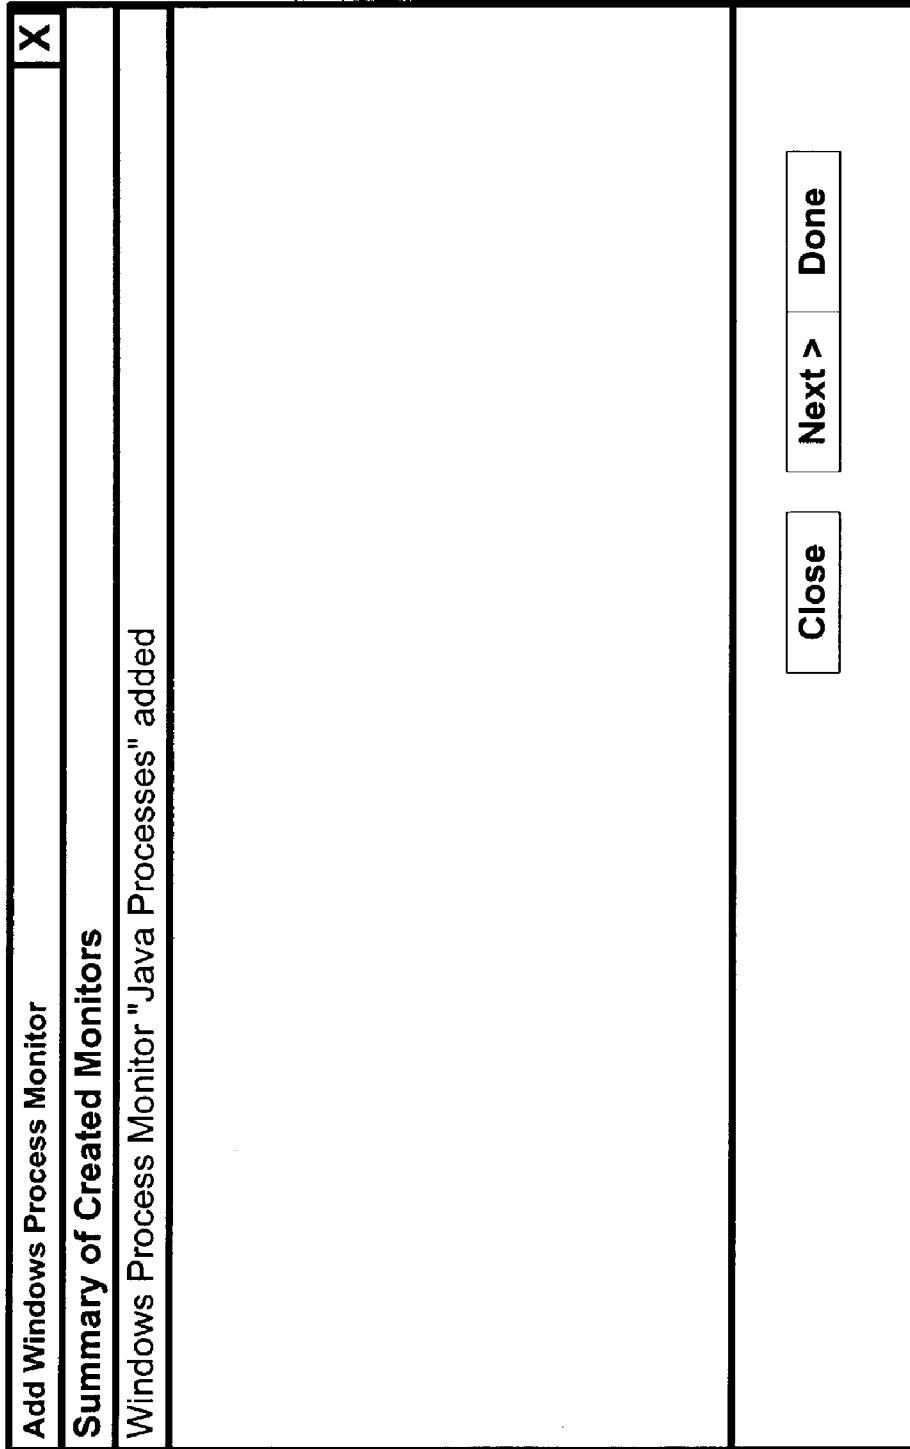 Add Windows Process Monitor X
Summary of Created Monitors
Windows Process Monitor "Java Processes" added
Close Next > Done